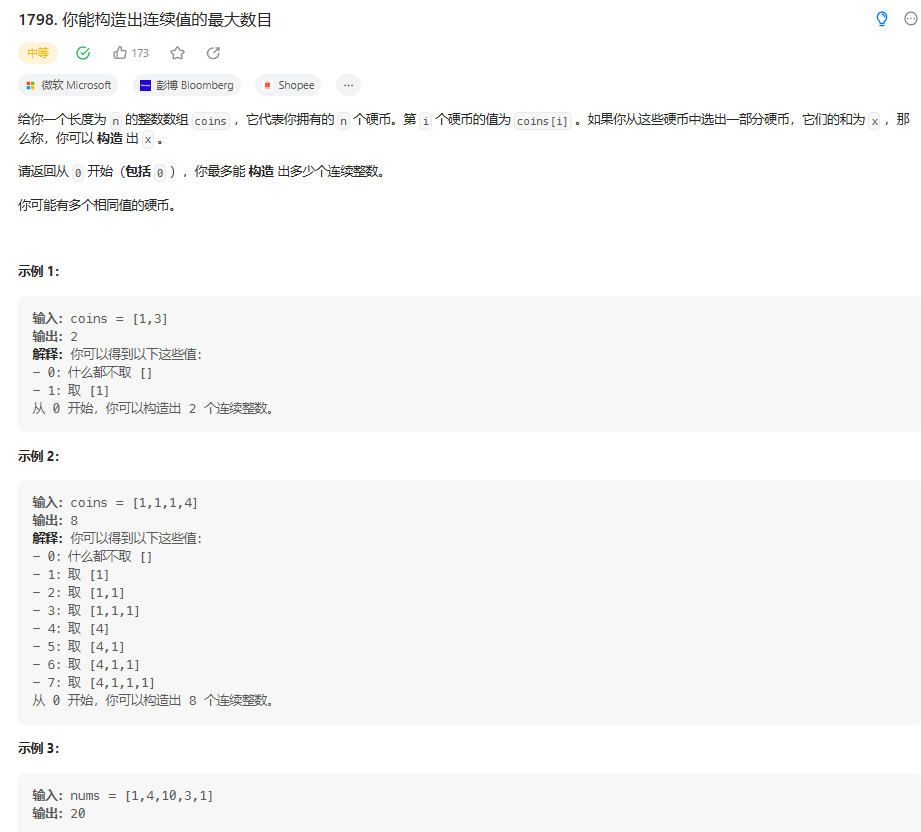 1798. 你能构造出连续值的最大数目
中等 173
微软 Microsoft 彭博 Bloomberg Shopee ...
给你一个长度为 n 的整数数组 coins ，它代表你拥有的 n 个硬币。第 i 个硬币的值为 coins[i] 。如果你从这些硬币中选出一部分硬币，它们的和为 x ，那
么称，你可以 构造 出 x 。
请返回从 0 开始（包括 0 ），你最多能 构造 出多少个连续整数。
你可能有多个相同值的硬币。
示例 1：
输入：coins = [1,3]
输出：2
解释：你可以得到以下这些值：
- 0：什么都不取 []
- 1：取 [1]
从 0 开始，你可以构造出 2 个连续整数。
示例 2：
输入：coins = [1,1,1,4]
输出：8
解释：你可以得到以下这些值：
- 0：什么都不取 []
- 1：取 [1]
- 2：取 [1,1]
- 3：取 [1,1,1]
- 4：取 [4]
- 5：取 [4,1]
- 6：取 [4,1,1]
- 7：取 [4,1,1,1]
从 0 开始，你可以构造出 8 个连续整数。
示例 3：
输入：nums = [1,4,10,3,1]
输出：20